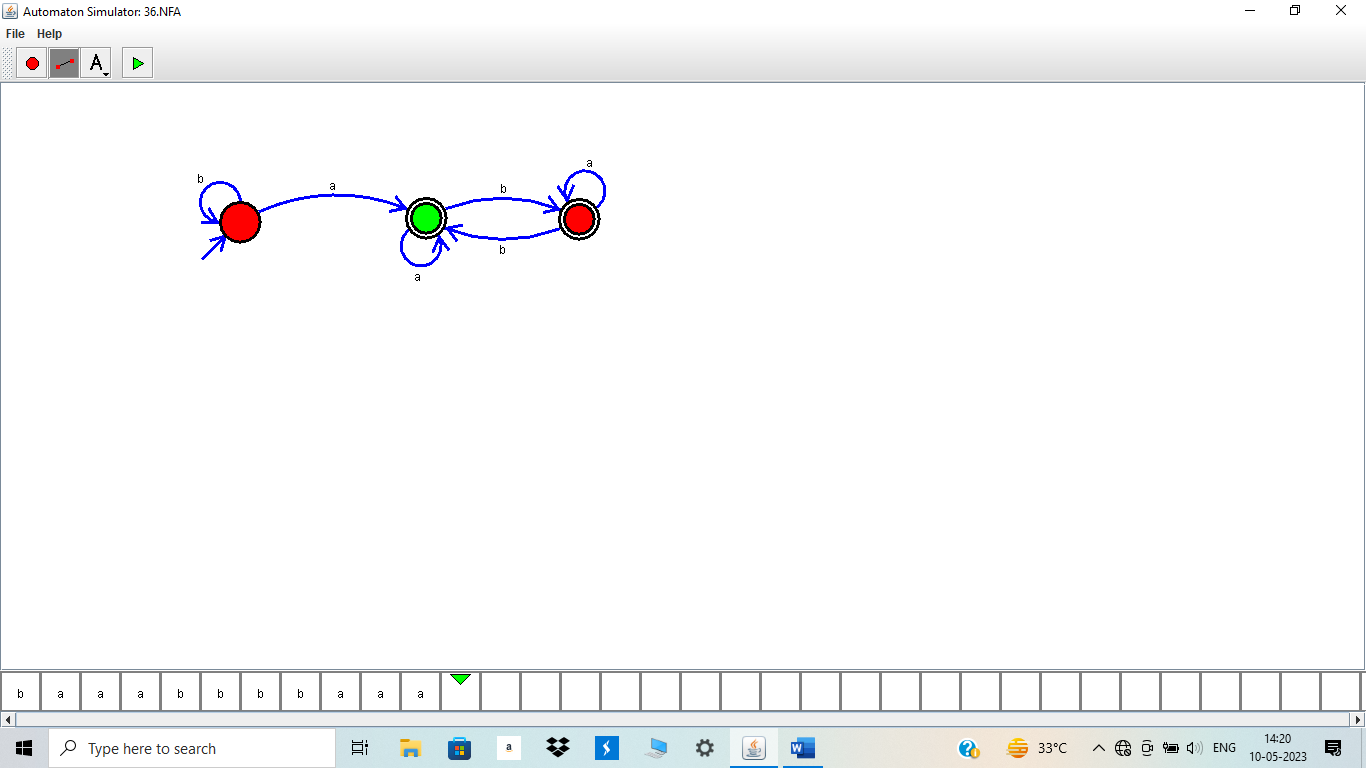 Automaton Simulator: 36.NFA
File Help
A
a
b a b a
b
a
b a a a b b b b a a a
Type here to search
a
33°C
ENG
14:20
10-05-2023